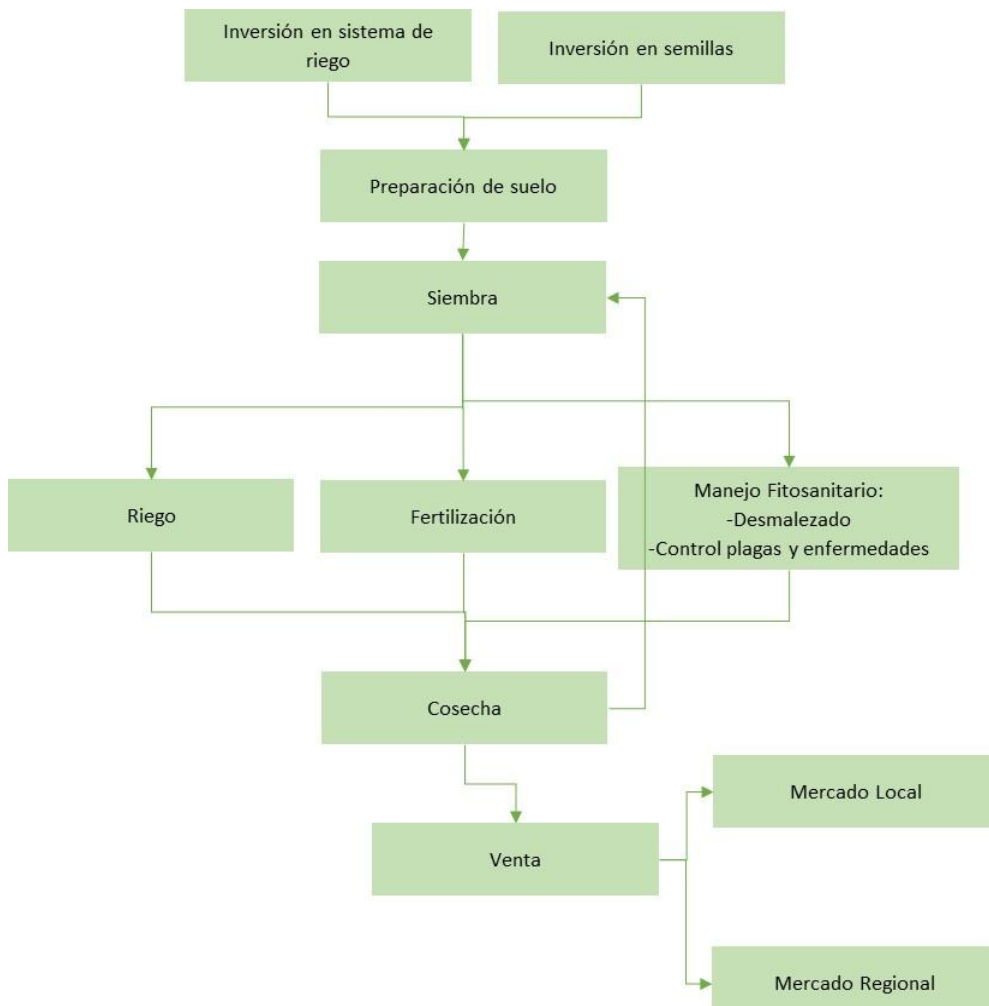 Inversión en sistema de
riego
Inversión en semillas
Preparación de suelo
Siembra
Riego
Fertilización
Manejo Fitosanitario:
-Desmalezado
-Control plagas y enfermedades
Cosecha
Mercado Local
Venta
Mercado Regional